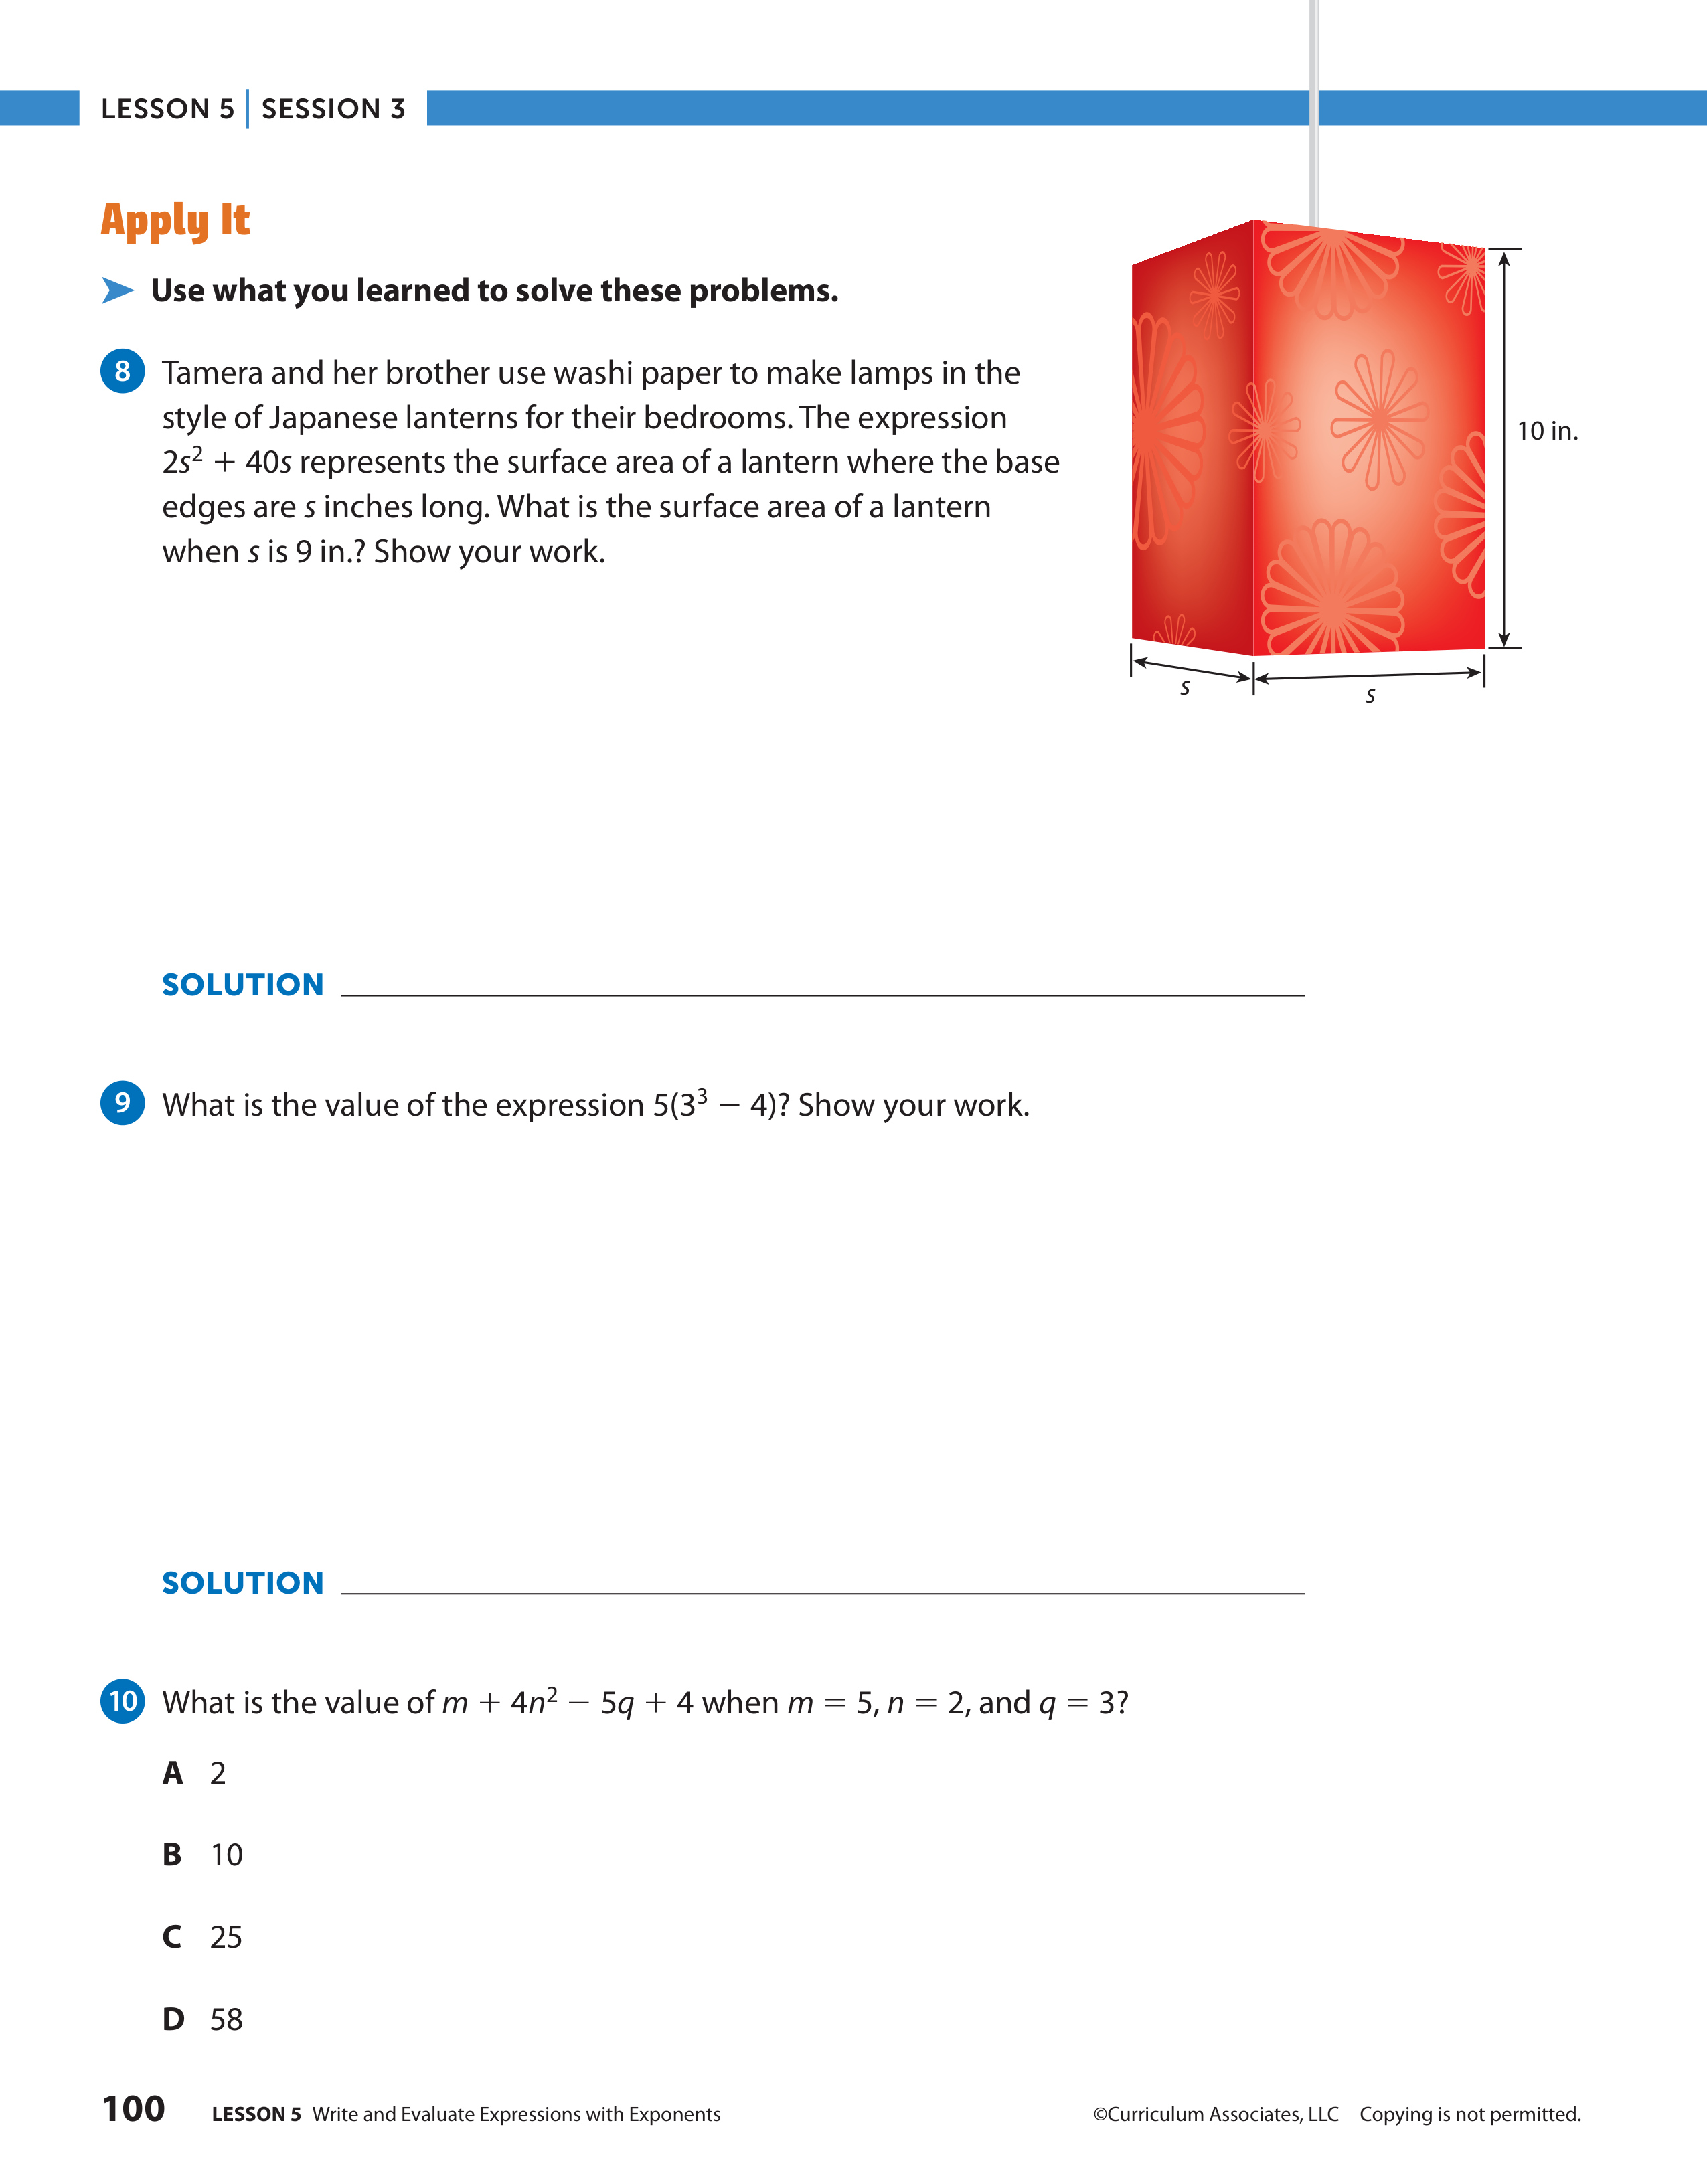 LESSON 5 | SESSION 3
Apply It
Use what you learned to solve these problems.
8 Tamera and her brother use washi paper to make lamps in the
style of Japanese lanterns for their bedrooms. The expression
2s² + 40s represents the surface area of a lantern where the base
edges are s inches long. What is the surface area of a lantern
when s is 9 in.? Show your work.
10 in.
s
s
SOLUTION
9 What is the value of the expression 5(3³ − 4)? Show your work.
SOLUTION
10 What is the value of m + 4n² − 5q + 4 when m = 5, n = 2, and q = 3?
A 2
B 10
C 25
D 58
100 LESSON 5 Write and Evaluate Expressions with Exponents
©Curriculum Associates, LLC Copying is not permitted.